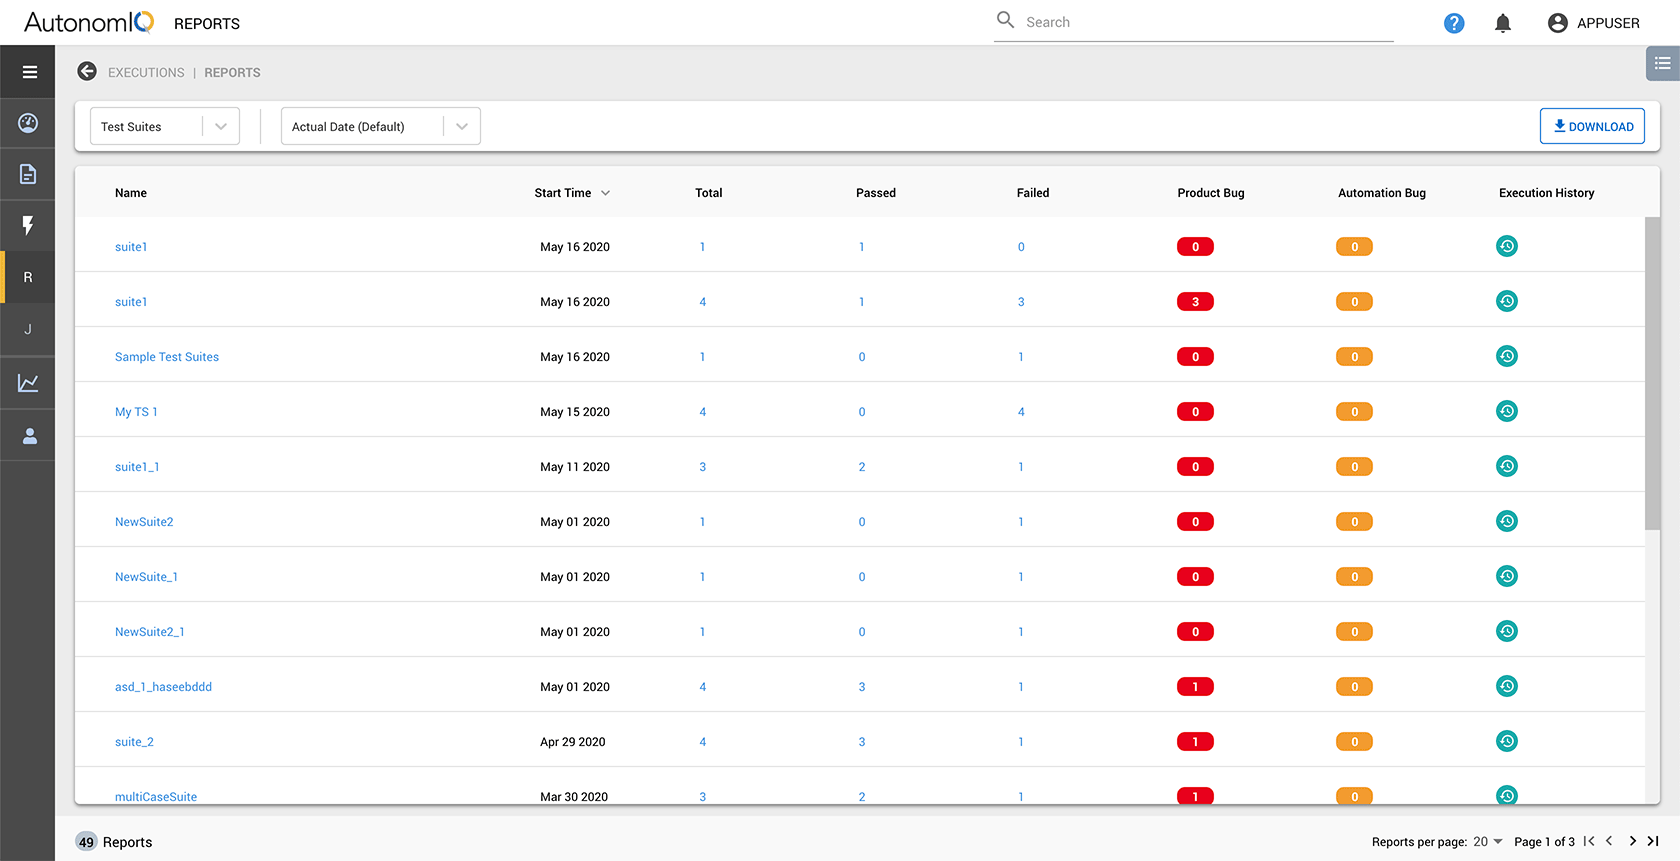 AutonomIQ REPORTS Search ? APPUSER
EXECUTIONS | REPORTS
Test Suites Actual Date (Default) DOWNLOAD
Name Start Time Total Passed Failed Product Bug Automation Bug Execution History
suite1 May 16 2020 1 1 0 0 0
suite1 May 16 2020 4 1 3 3 0
R
Sample Test Suites May 16 2020 1 0 1 0 0
J
My TS 1 May 15 2020 4 0 4 0 0
suite1_1 May 11 2020 3 2 1 0 0
NewSuite2 May 01 2020 1 0 1 0 0
NewSuite_1 May 01 2020 1 0 1 0 0
NewSuite2_1 May 01 2020 1 0 1 0 0
asd_1_haseebddd May 01 2020 4 3 1 1 0
suite_2 Apr 29 2020 4 3 1 1 0
multiCaseSuite Mar 30 2020 3 2 1 1 0
49 Reports Reports per page: 20 Page 1 of 3